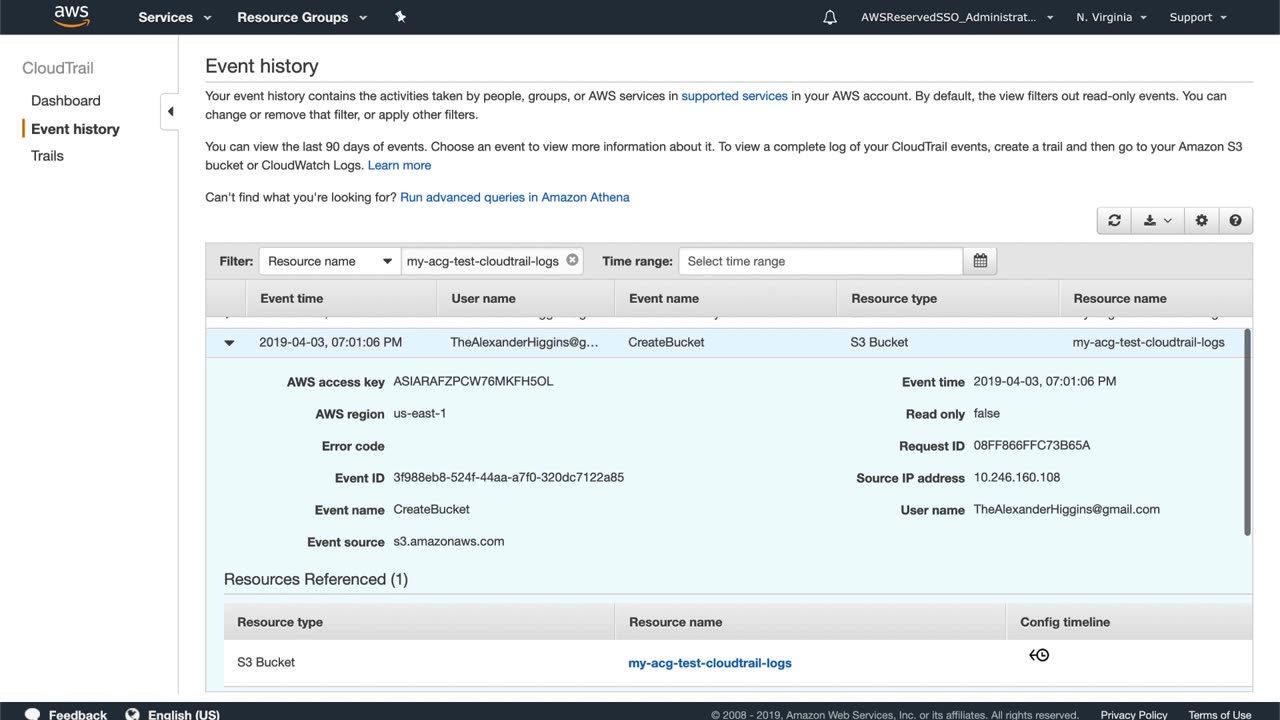 aws
Services
Resource Groups
AWSReservedSSO_Administrat...
N. Virginia
Support
CloudTrail
Dashboard
Event history
Trails
Event history
Your event history contains the activities taken by people, groups, or AWS services in supported services in your AWS account. By default, the view filters out read-only events. You can
change or remove that filter, or apply other filters.
You can view the last 90 days of events. Choose an event to view more information about it. To view a complete log of your CloudTrail events, create a trail and then go to your Amazon S3
bucket or CloudWatch Logs. Learn more
Can't find what you're looking for? Run advanced queries in Amazon Athena
Filter: Resource name my-acg-test-cloudtrail-logs Time range: Select time range
Event time User name Event name Resource type Resource name
2019-04-03, 07:01:06 PM TheAlexanderHiggins@g... CreateBucket S3 Bucket my-acg-test-cloudtrail-logs
AWS access key ASIARAFZPCW76MKFH5OL Event time 2019-04-03, 07:01:06 PM
AWS region us-east-1 Read only false
Error code Request ID 08FF866FFC73B65A
Event ID 3f988eb8-524f-44aa-a7f0-320dc7122a85 Source IP address 10.246.160.108
Event name CreateBucket User name TheAlexanderHiggins@gmail.com
Event source s3.amazonaws.com
Resources Referenced (1)
Resource type Resource name Config timeline
S3 Bucket my-acg-test-cloudtrail-logs
Feedback English (US) © 2008 - 2019, Amazon Web Services, Inc. or its affiliates. All rights reserved. Privacy Policy Terms of Use